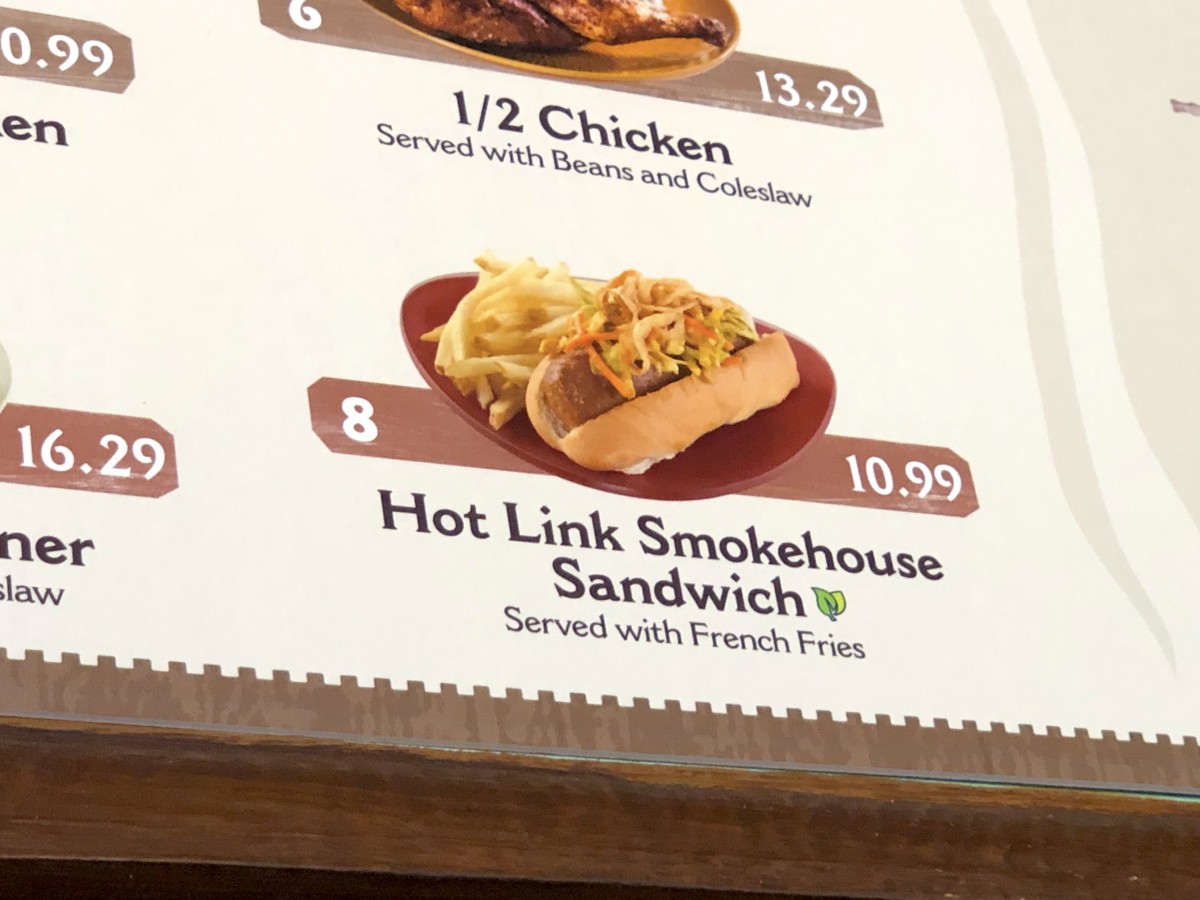 0.99
en
6
13.29
1/2 Chicken
Served with Beans and Coleslaw
16.29
ner
slaw
8
10.99
Hot Link Smokehouse
Sandwich
Served with French Fries